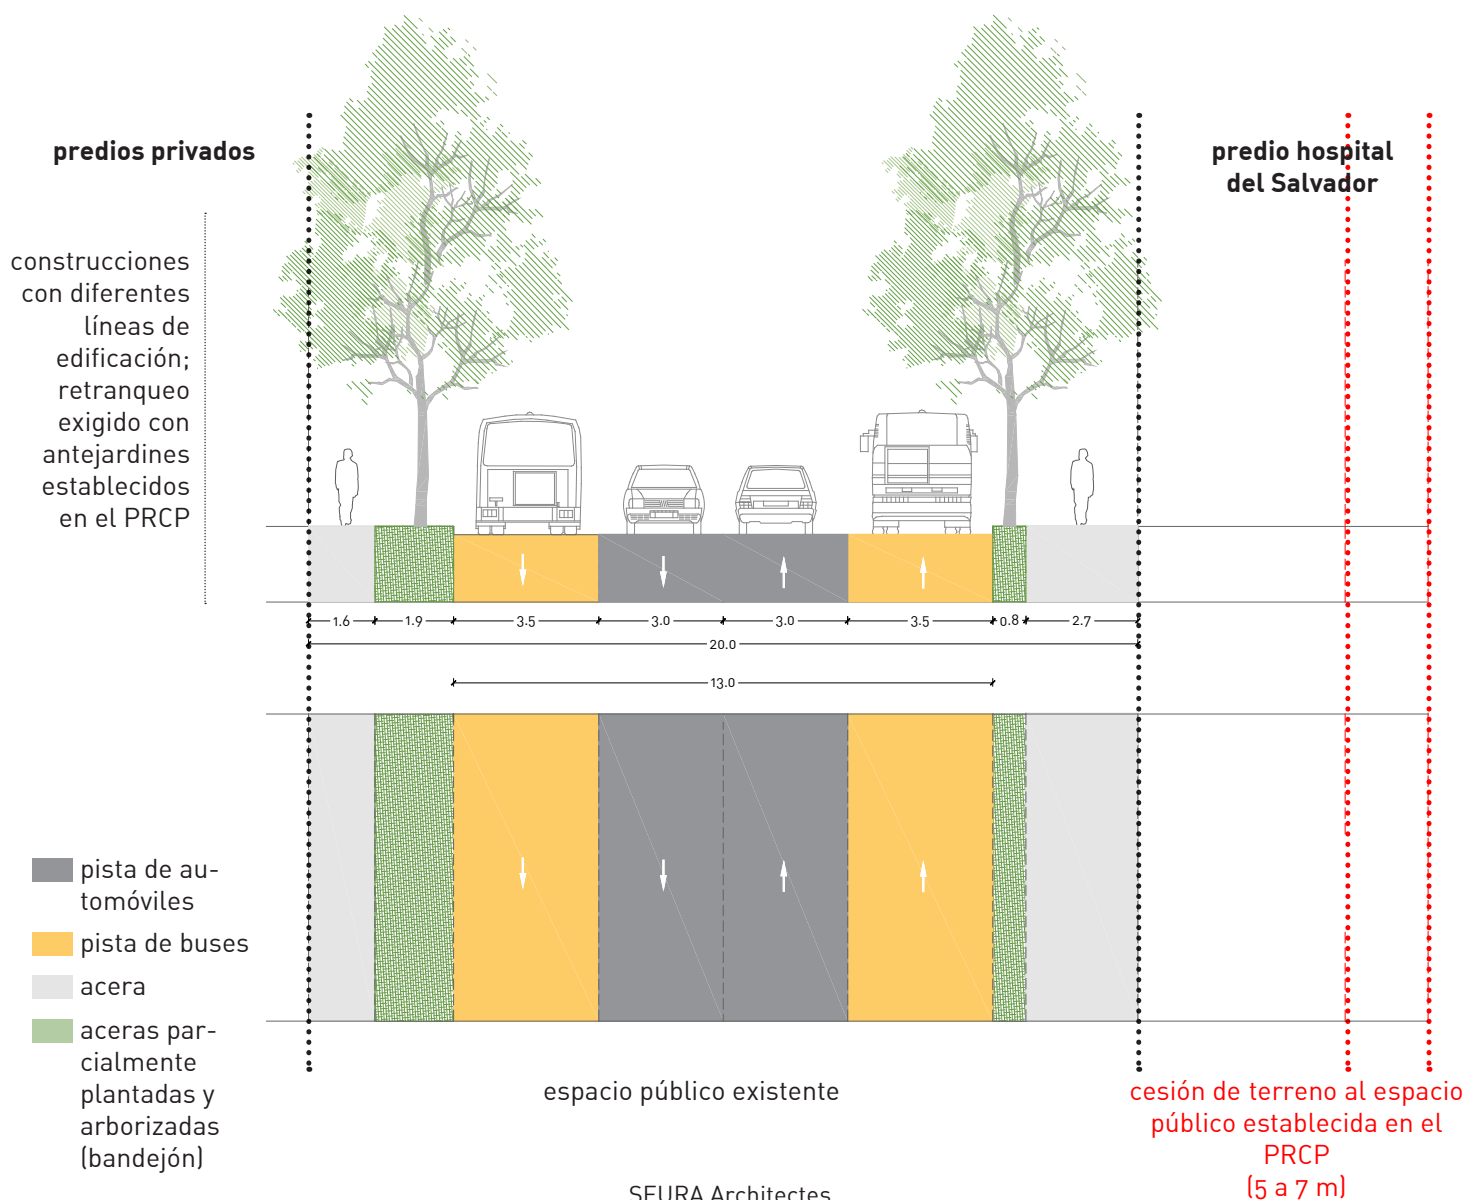 predios privados
predio hospital
del Salvador
construcciones
con diferentes
líneas de
edificación;
retranqueo
exigido con
antejardines
establecidos
en el PRCP
1.6 1.9 3.5 3.0 3.0 3.5 0.8 2.7
20.0
13.0
pista de au-
tomóviles
pista de buses
acera
aceras par-
cialmente
plantadas y
arborizadas
(bandejón)
espacio público existente
cesión de terreno al espacio
público establecida en el
PRCP
(5 a 7 m)
SEURA Architectes